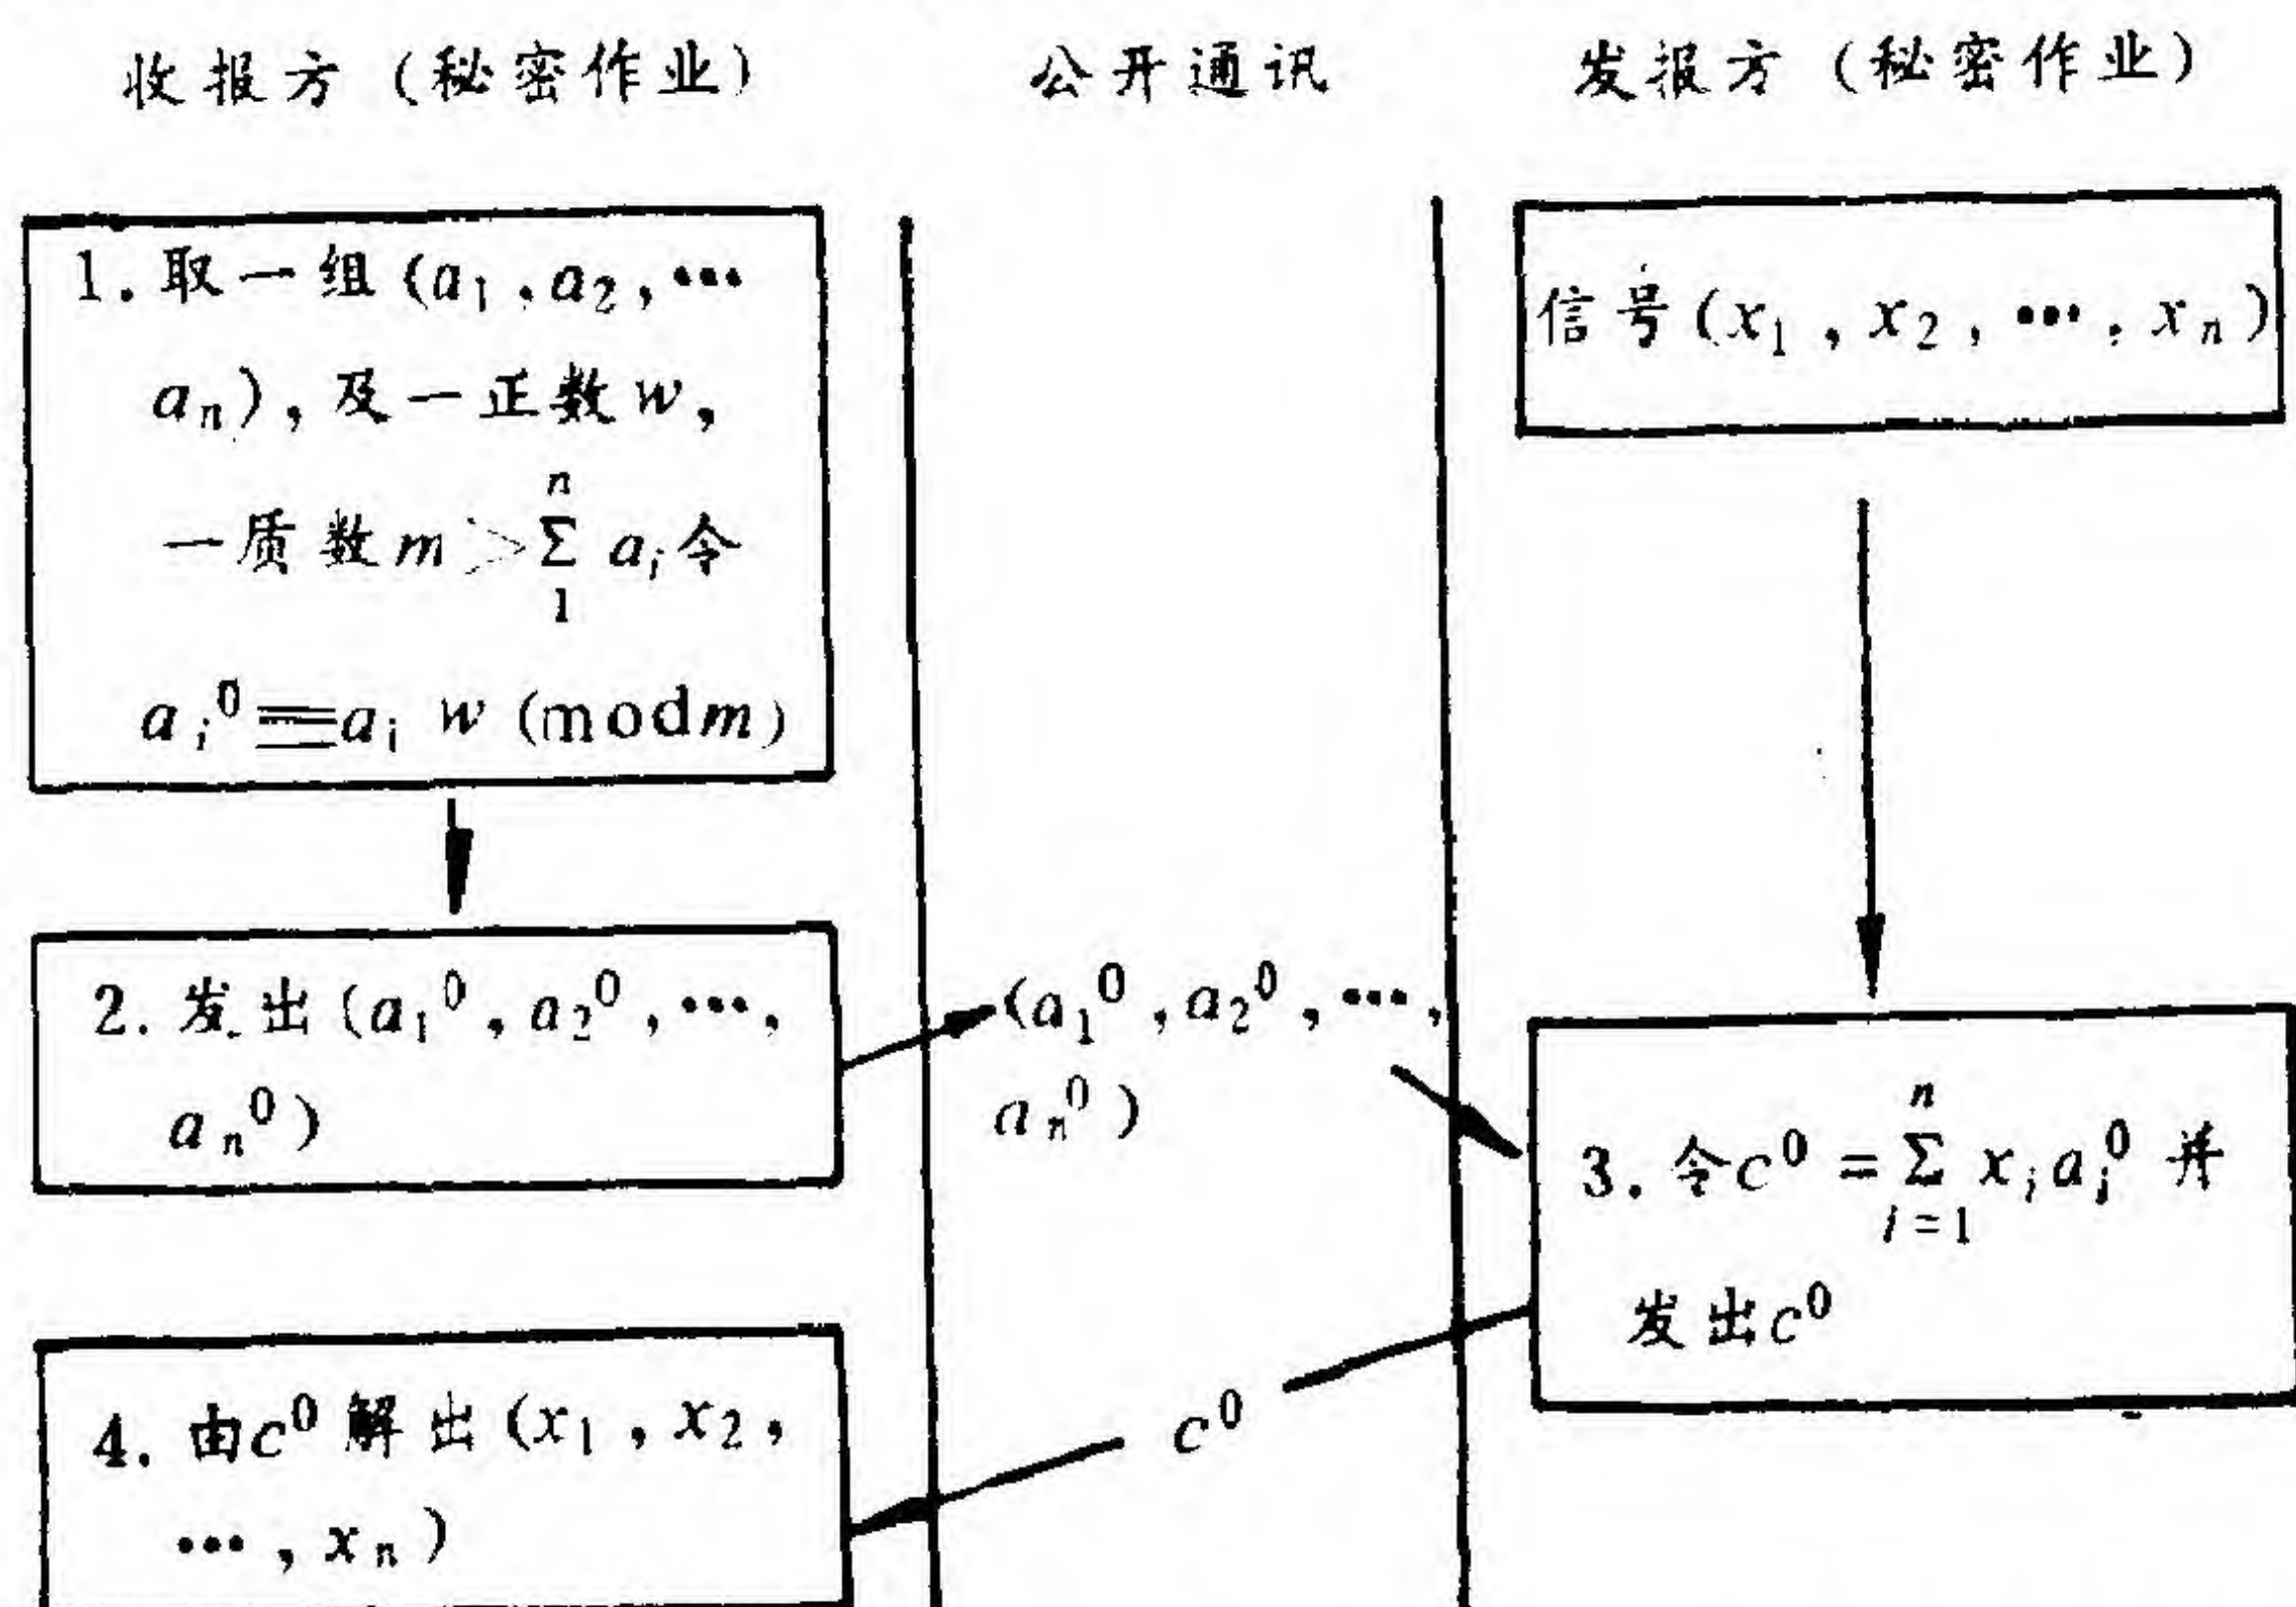 收报方（秘密作业）
公开通讯
发报方（秘密作业）
1. 取一组 (a₁, a₂, …
aₙ)，及一正数 w，
一质数 m > Σ₁ⁿ aᵢ 令
aᵢ⁰ ≡ aᵢ w (mod m)
2. 发出 (a₁⁰, a₂⁰, …,
aₙ⁰)
(a₁⁰, a₂⁰, …,
aₙ⁰)
信号 (x₁, x₂, …, xₙ)
3. 令 c⁰ = Σᵢ₌₁ⁿ xᵢ aᵢ⁰ 并
发出 c⁰
c⁰
4. 由 c⁰ 解出 (x₁, x₂,
…, xₙ)